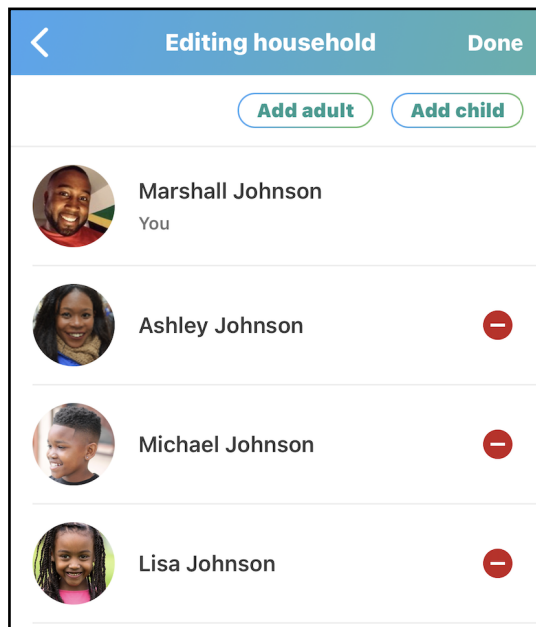 Editing household
Done
Add adult
Add child
Marshall Johnson
You
Ashley Johnson
Michael Johnson
Lisa Johnson